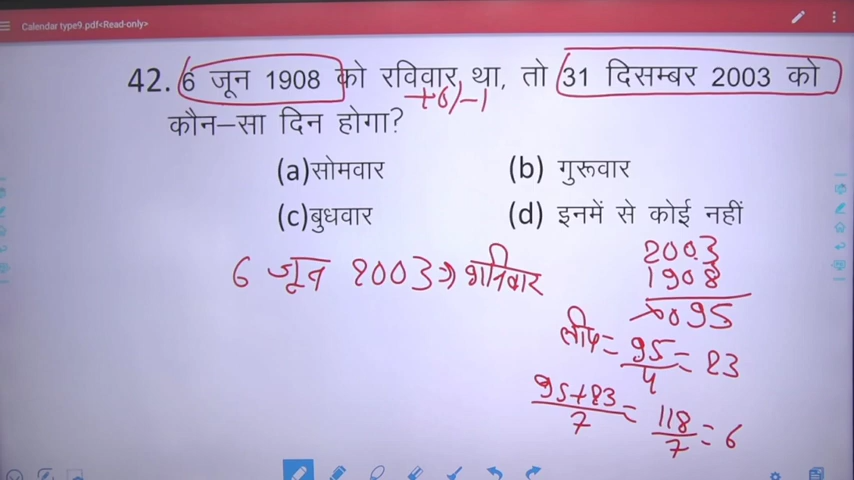 Calendar type9.pdf<Read-only>
42. 6 जून 1908 को रविवार था, तो 31 दिसम्बर 2003 को
+6/-1
कौन-सा दिन होगा?
(a)सोमवार (b) गुरूवार
(c)बुधवार (d) इनमें से कोई नहीं
6 जून 2003⇒ शनिवार
2003
1908
0095
लीप = 95/4 = 23
95+23/7 = 118/7 = 6